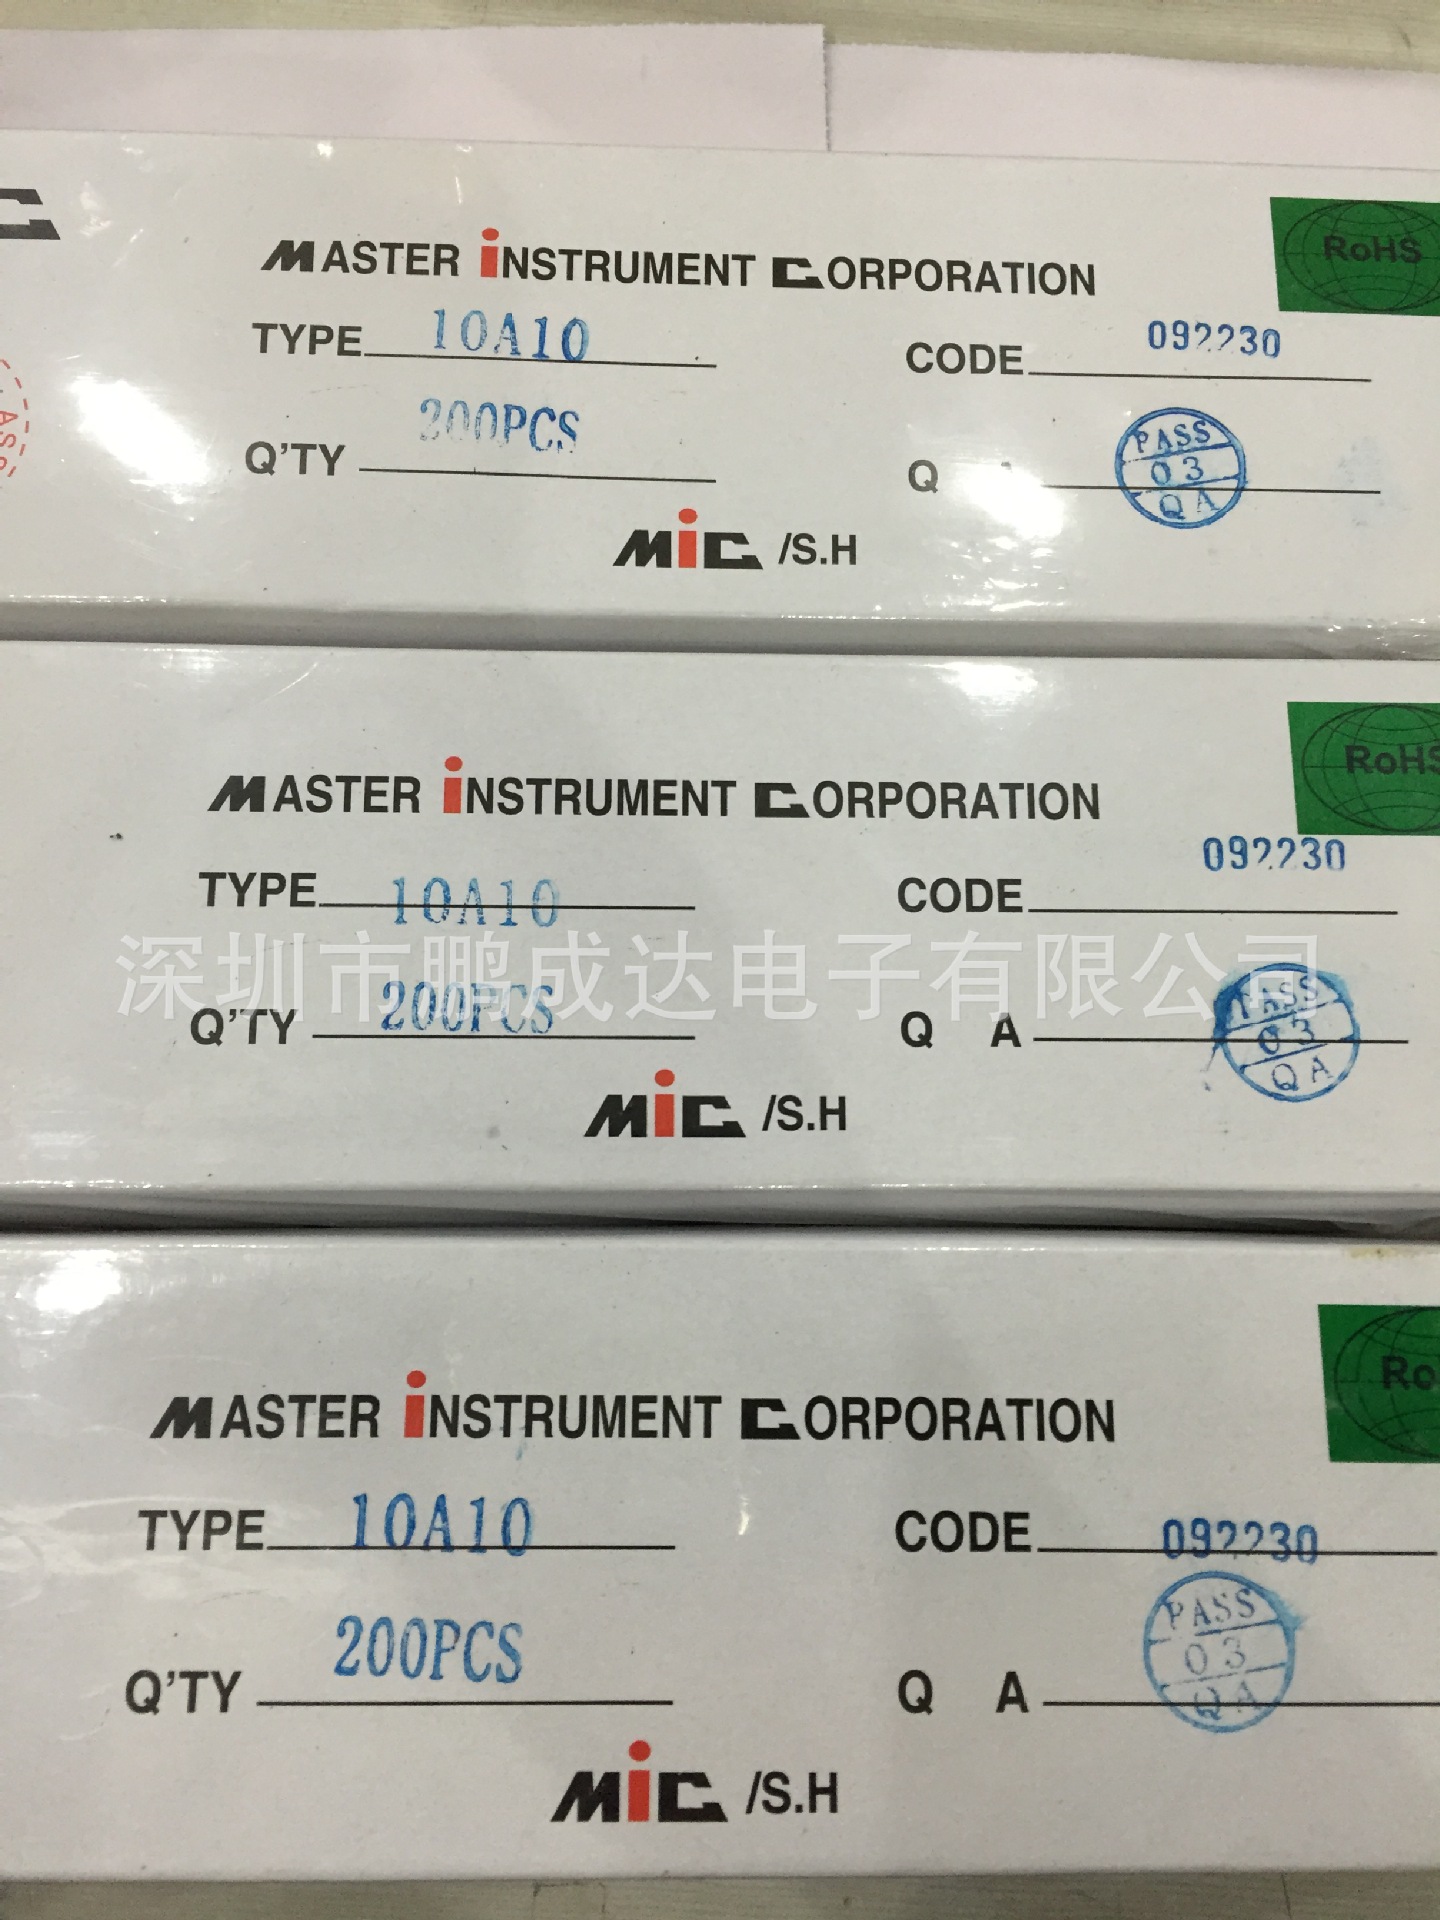 MASTER iNSTRUMENT CORPORATION
RoHS
TYPE 10A10 CODE 092230
Q'TY 200PCS Q PASS
03
QA
MiC /S.H
MASTER iNSTRUMENT CORPORATION
RoHS
TYPE 10A10 CODE 092230
深圳市鹏成达电子有限公司
Q'TY 200PCS Q A PASS
03
QA
MiC /S.H
MASTER iNSTRUMENT CORPORATION
Ro
TYPE 10A10 CODE 092230
Q'TY 200PCS Q A PASS
03
QA
MiC /S.H